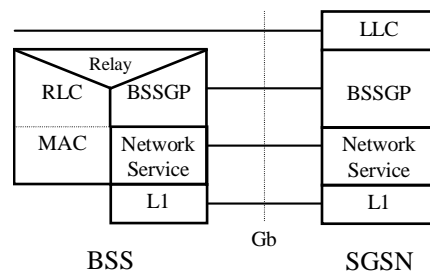 LLC
Relay
RLC BSSGP BSSGP
MAC Network Network
Service Service
L1 L1
Gb
BSS SGSN